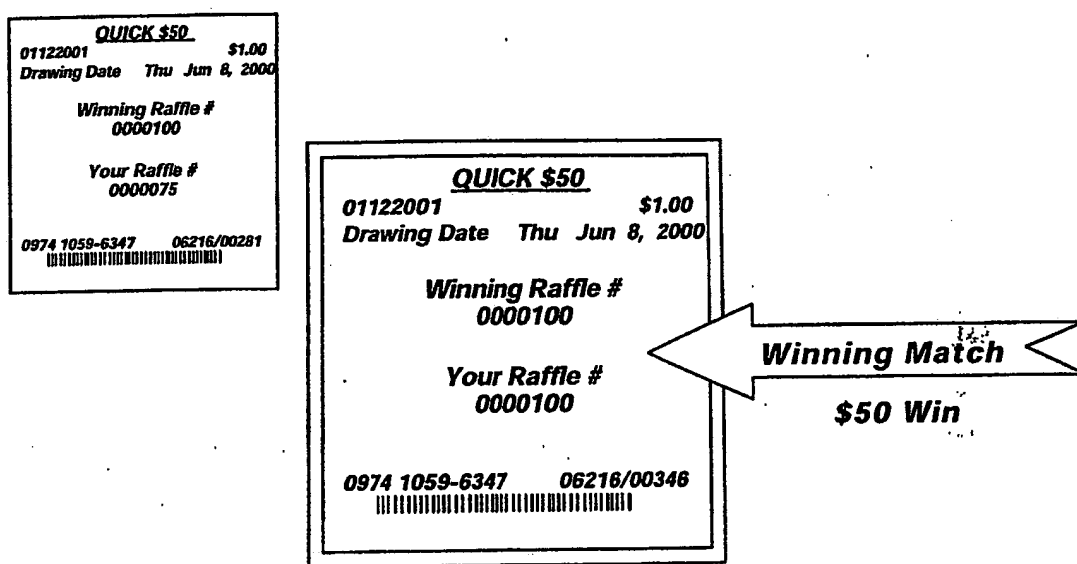 QUICK $50
01122001 $1.00
Drawing Date Thu Jun 8, 2000
Winning Raffle #
0000100
Your Raffle #
0000075
0974 1059-6347 06216/00281
QUICK $50
01122001 $1.00
Drawing Date Thu Jun 8, 2000
Winning Raffle #
0000100
Your Raffle #
0000100
0974 1059-6347 06216/00346
Winning Match
$50 Win